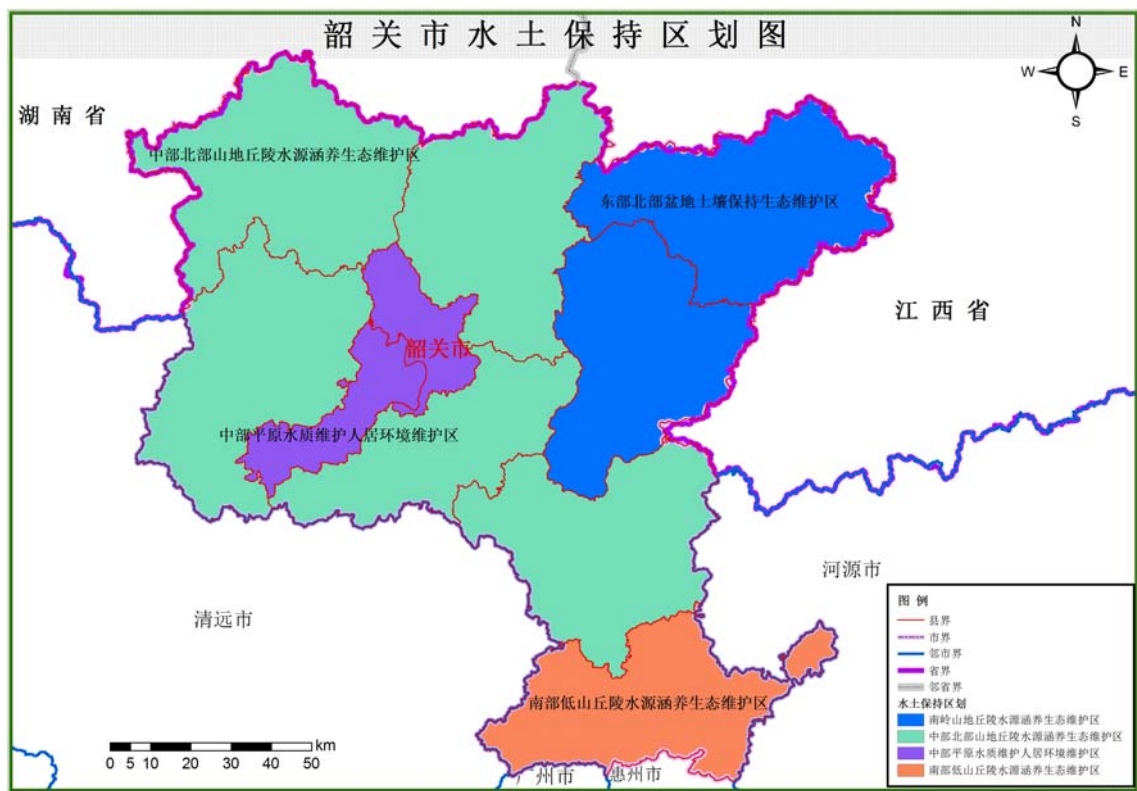 韶关市水土保持区划图
N
W
E
S
湖南省
中部北部山地丘陵水源涵养生态维护区
东部北部盆地土壤保持生态维护区
江西省
韶关市
中部平原水质维护人居环境维护区
河源市
清远市
南部低山丘陵水源涵养生态维护区
图 例
县界
市界
邻市界
省界
邻省界
水土保持区划
南岭山地丘陵水源涵养生态维护区
中部北部山地丘陵水源涵养生态维护区
中部平原水质维护人居环境维护区
南部低山丘陵水源涵养生态维护区
km
0 5 10 20 30 40 50
广州市
惠州市